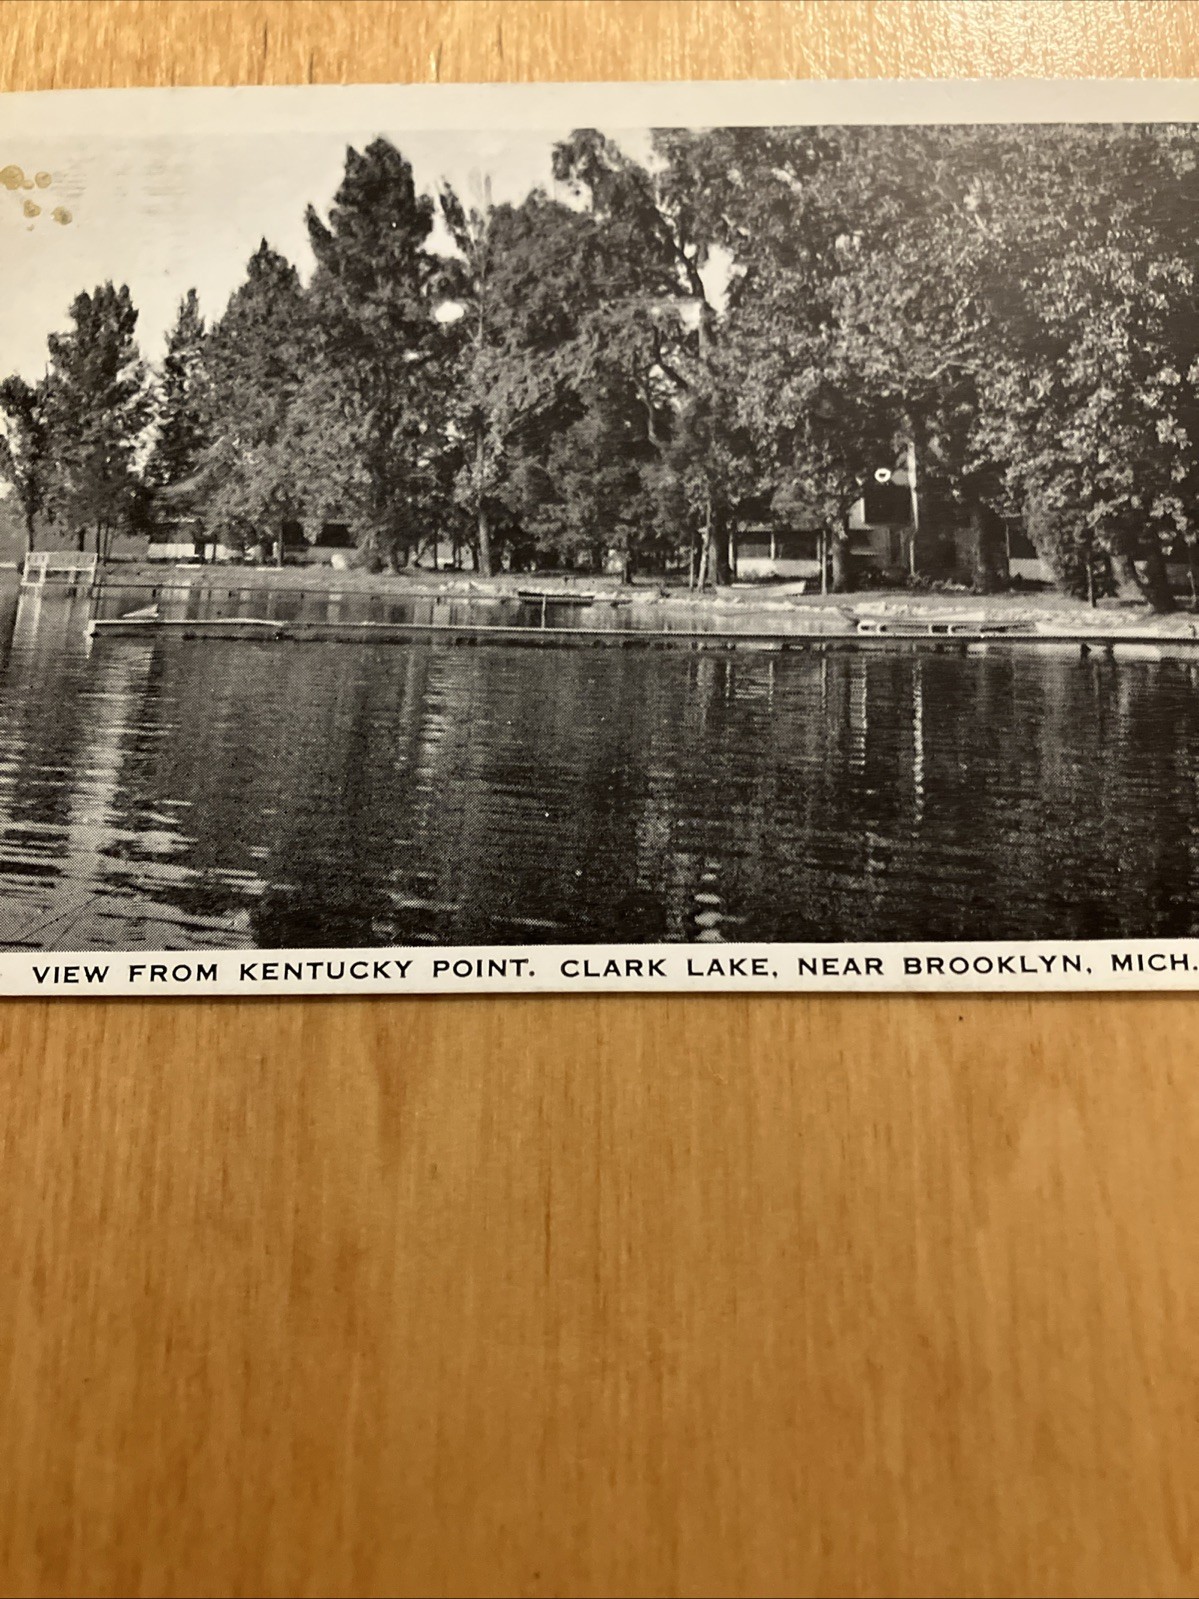 VIEW FROM KENTUCKY POINT. CLARK LAKE, NEAR BROOKLYN, MICH.